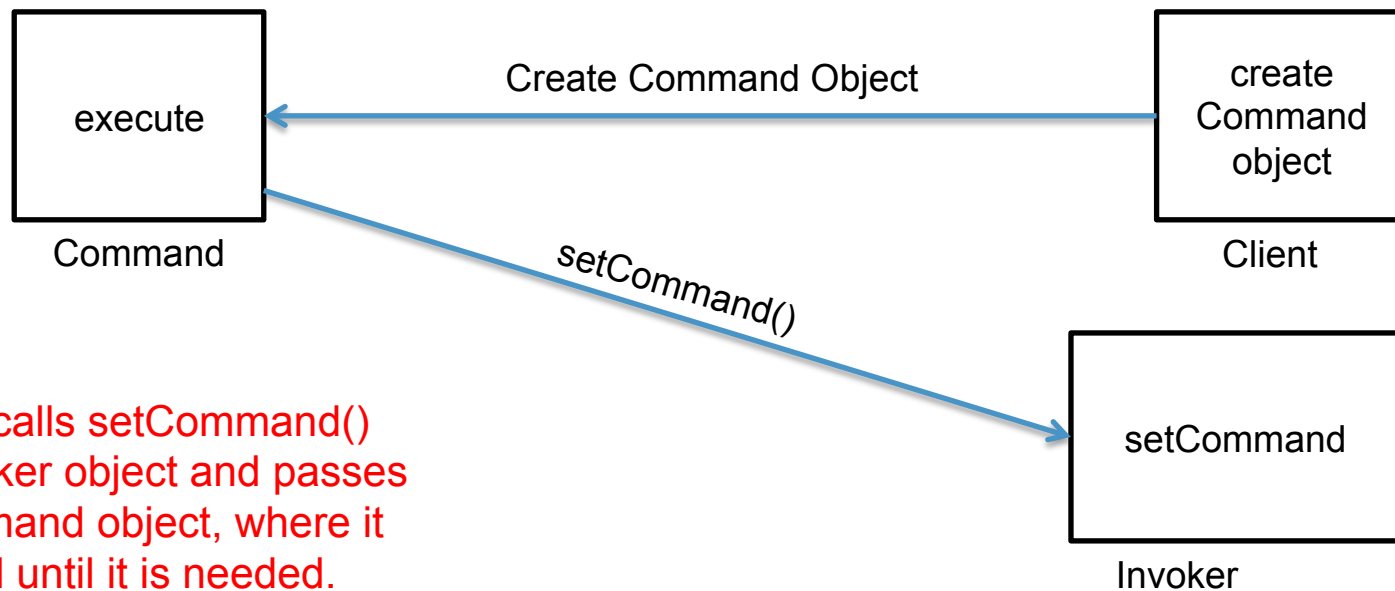 Create Command Object
execute
create
Command
object
Command
Client
setCommand()
calls setCommand()
ker object and passes
mand object, where it
until it is needed.
setCommand
Invoker